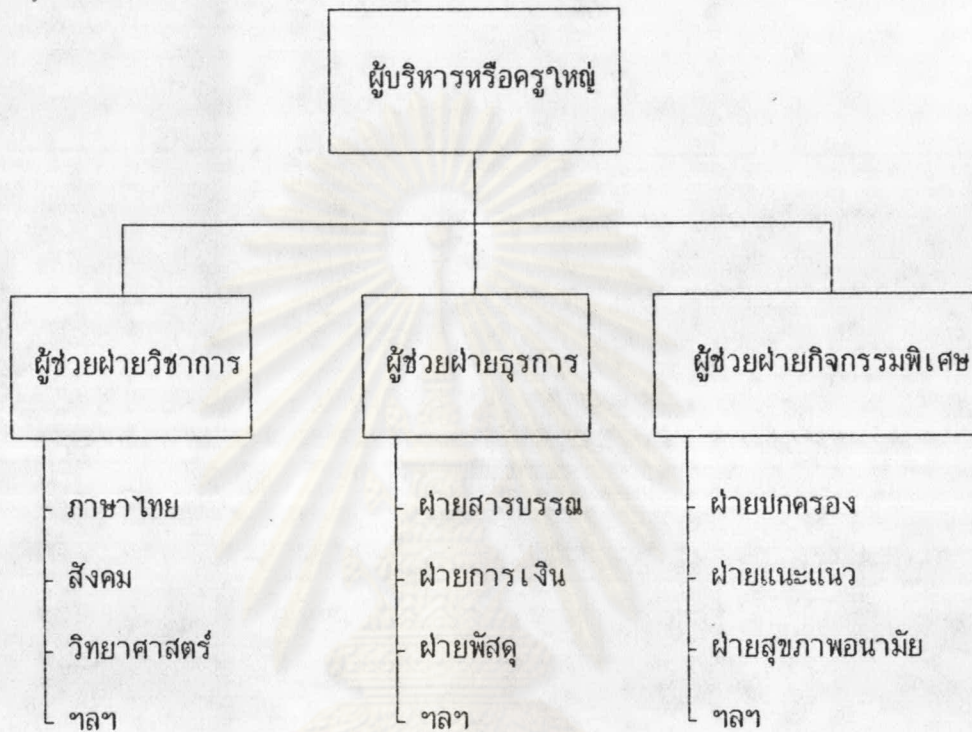 ผู้บริหารหรือครูใหญ่
ผู้ช่วยฝ่ายวิชาการ
ภาษาไทย
สังคม
วิทยาศาสตร์
ฯลฯ
ผู้ช่วยฝ่ายธุรการ
ฝ่ายสารบรรณ
ฝ่ายการเงิน
ฝ่ายพัสดุ
ฯลฯ
ผู้ช่วยฝ่ายกิจกรรมพิเศษ
ฝ่ายปกครอง
ฝ่ายแนะแนว
ฝ่ายสุขภาพอนามัย
ฯลฯ